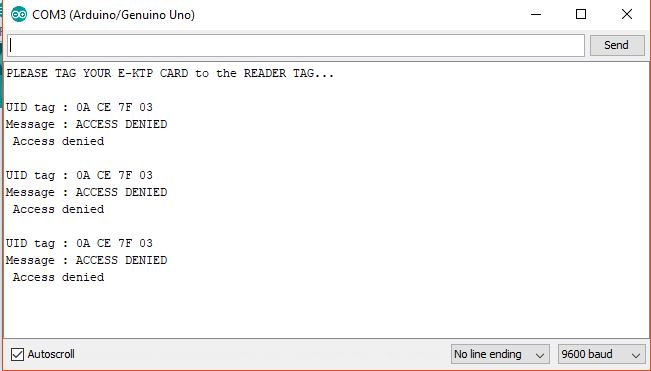 COM3 (Arduino/Genuino Uno)
Send
PLEASE TAG YOUR E-KTP CARD to the READER TAG...
UID tag : 0A CE 7F 03
Message : ACCESS DENIED
Access denied
UID tag : 0A CE 7F 03
Message : ACCESS DENIED
Access denied
UID tag : 0A CE 7F 03
Message : ACCESS DENIED
Access denied
Autoscroll
No line ending
9600 baud